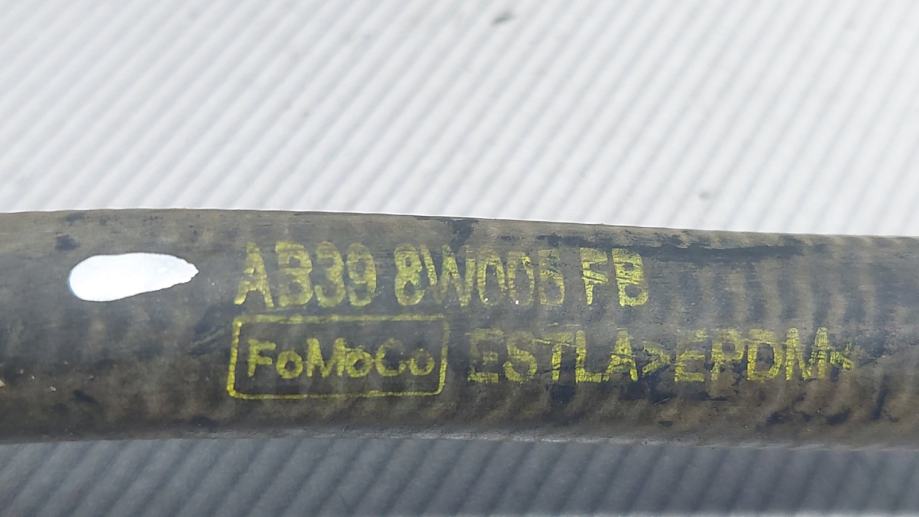 AB39 8W005 FB
FoMoCo ESTLA>EPDM<